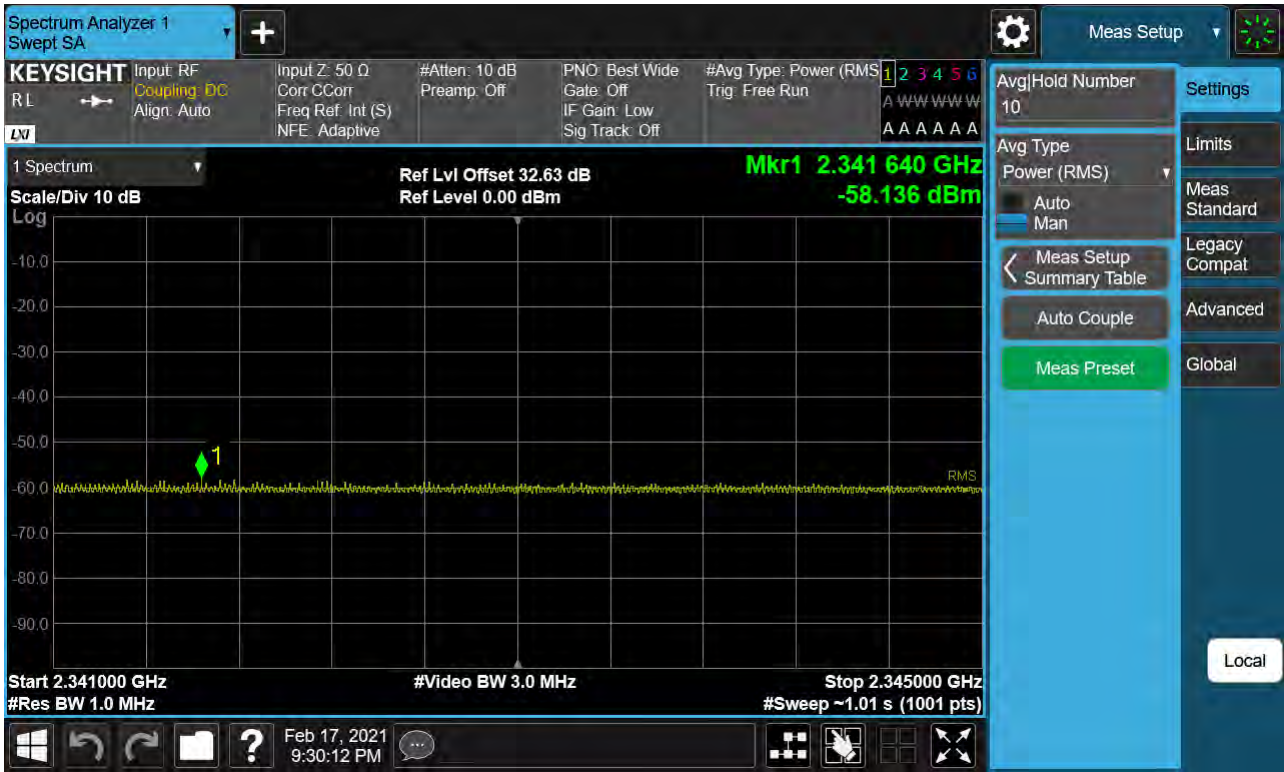 Spectrum Analyzer 1
Swept SA
+
Meas Setup
KEYSIGHT
RL
LXI
Input: RF
Coupling: DC
Align: Auto
Input Z: 50 Ω
Corr CCorr
Freq Ref: Int (S)
NFE: Adaptive
#Atten: 10 dB
Preamp: Off
PNO: Best Wide
Gate: Off
IF Gain: Low
Sig Track: Off
#Avg Type: Power (RMS
Trig: Free Run
1 2 3 4 5 6
A W W W W W
A A A A A A
Avg|Hold Number
10
Avg Type
Power (RMS)
Auto
Man
Meas Setup
Summary Table
Auto Couple
Meas Preset
Settings
Limits
Meas
Standard
Legacy
Compat
Advanced
Global
Local
1 Spectrum
Scale/Div 10 dB
Log
Ref Lvl Offset 32.63 dB
Ref Level 0.00 dBm
Mkr1 2.341 640 GHz
-58.136 dBm
-10.0
-20.0
-30.0
-40.0
-50.0
-60.0
-70.0
-80.0
-90.0
1
RMS
Start 2.341000 GHz
#Res BW 1.0 MHz
#Video BW 3.0 MHz
Stop 2.345000 GHz
#Sweep ~1.01 s (1001 pts)
?
Feb 17, 2021
9:30:12 PM